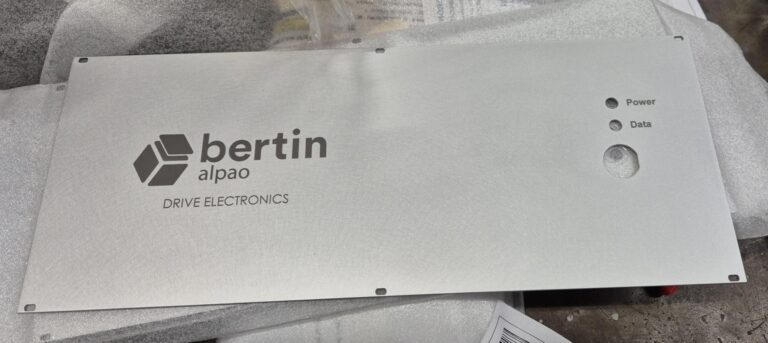 bertin
alpao
DRIVE ELECTRONICS
Power
Data